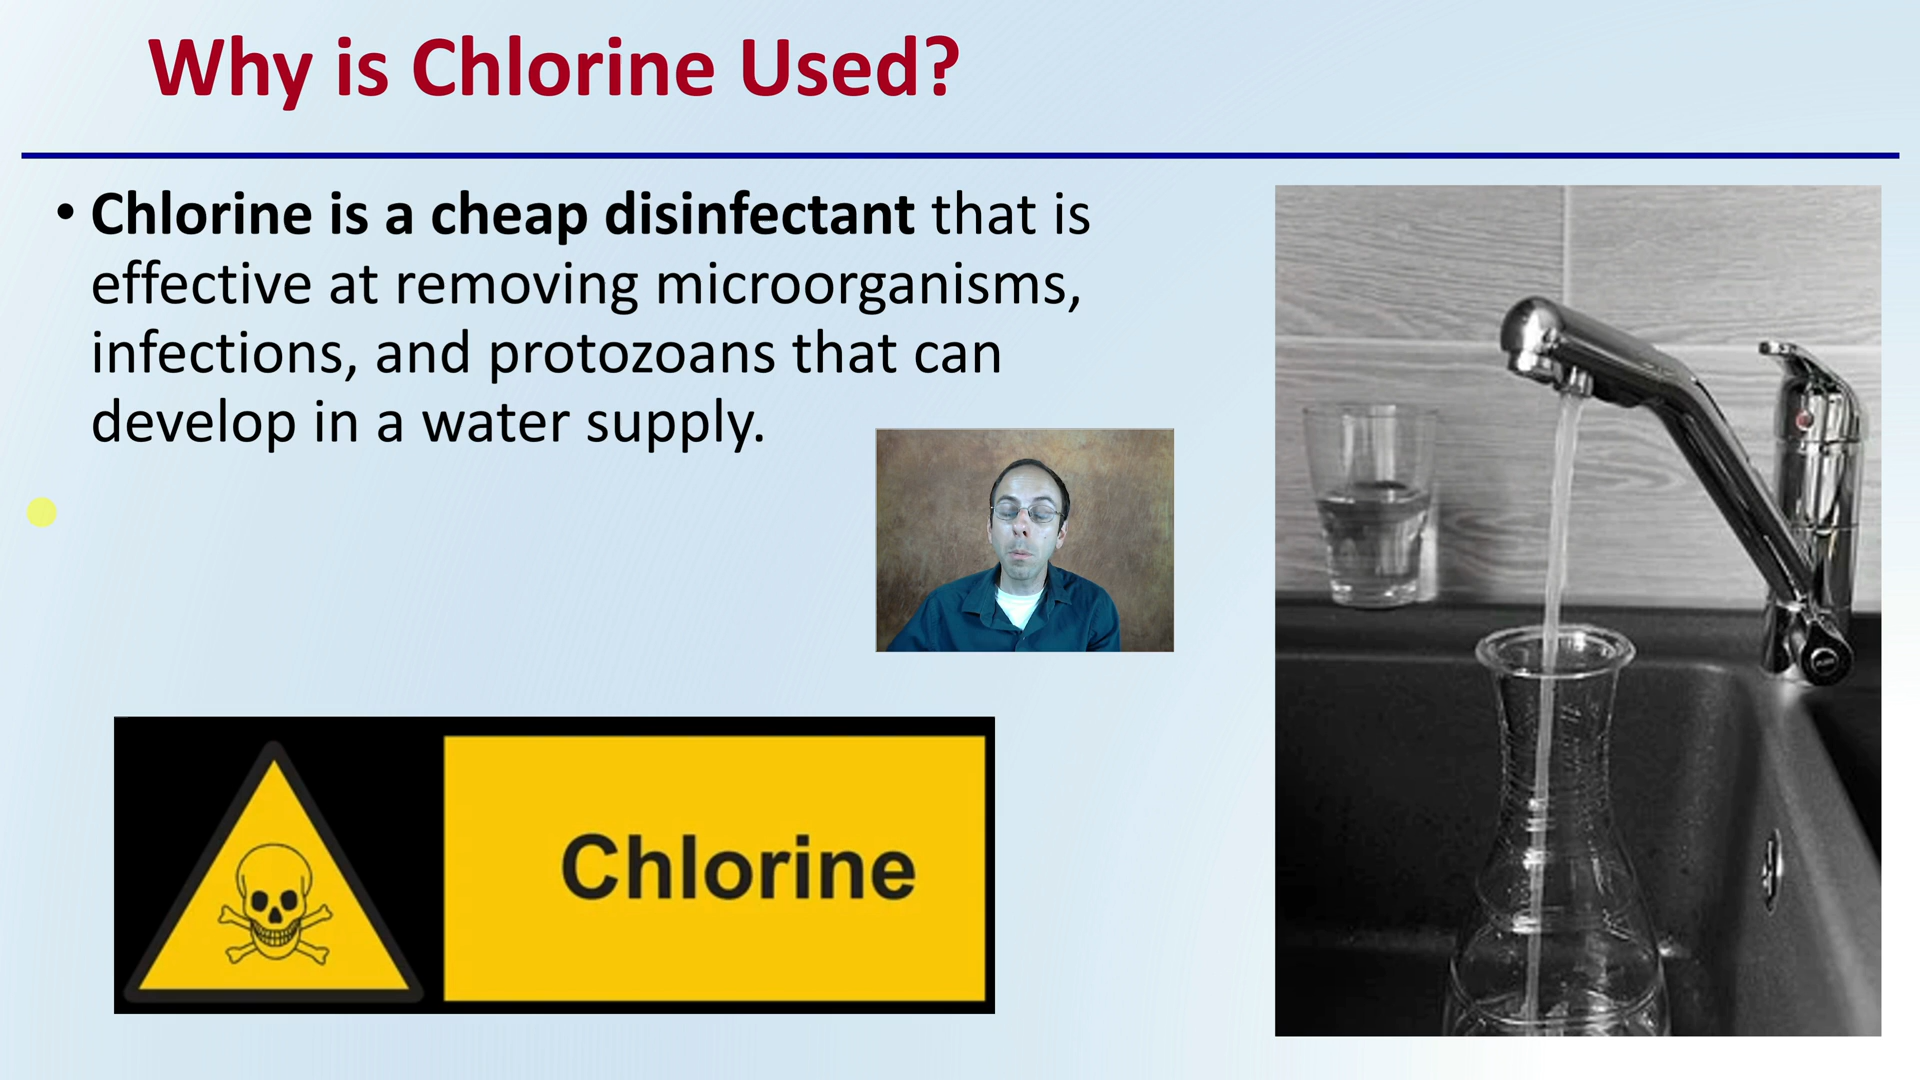 Why is Chlorine Used?
• Chlorine is a cheap disinfectant that is
effective at removing microorganisms,
infections, and protozoans that can
develop in a water supply.
Chlorine